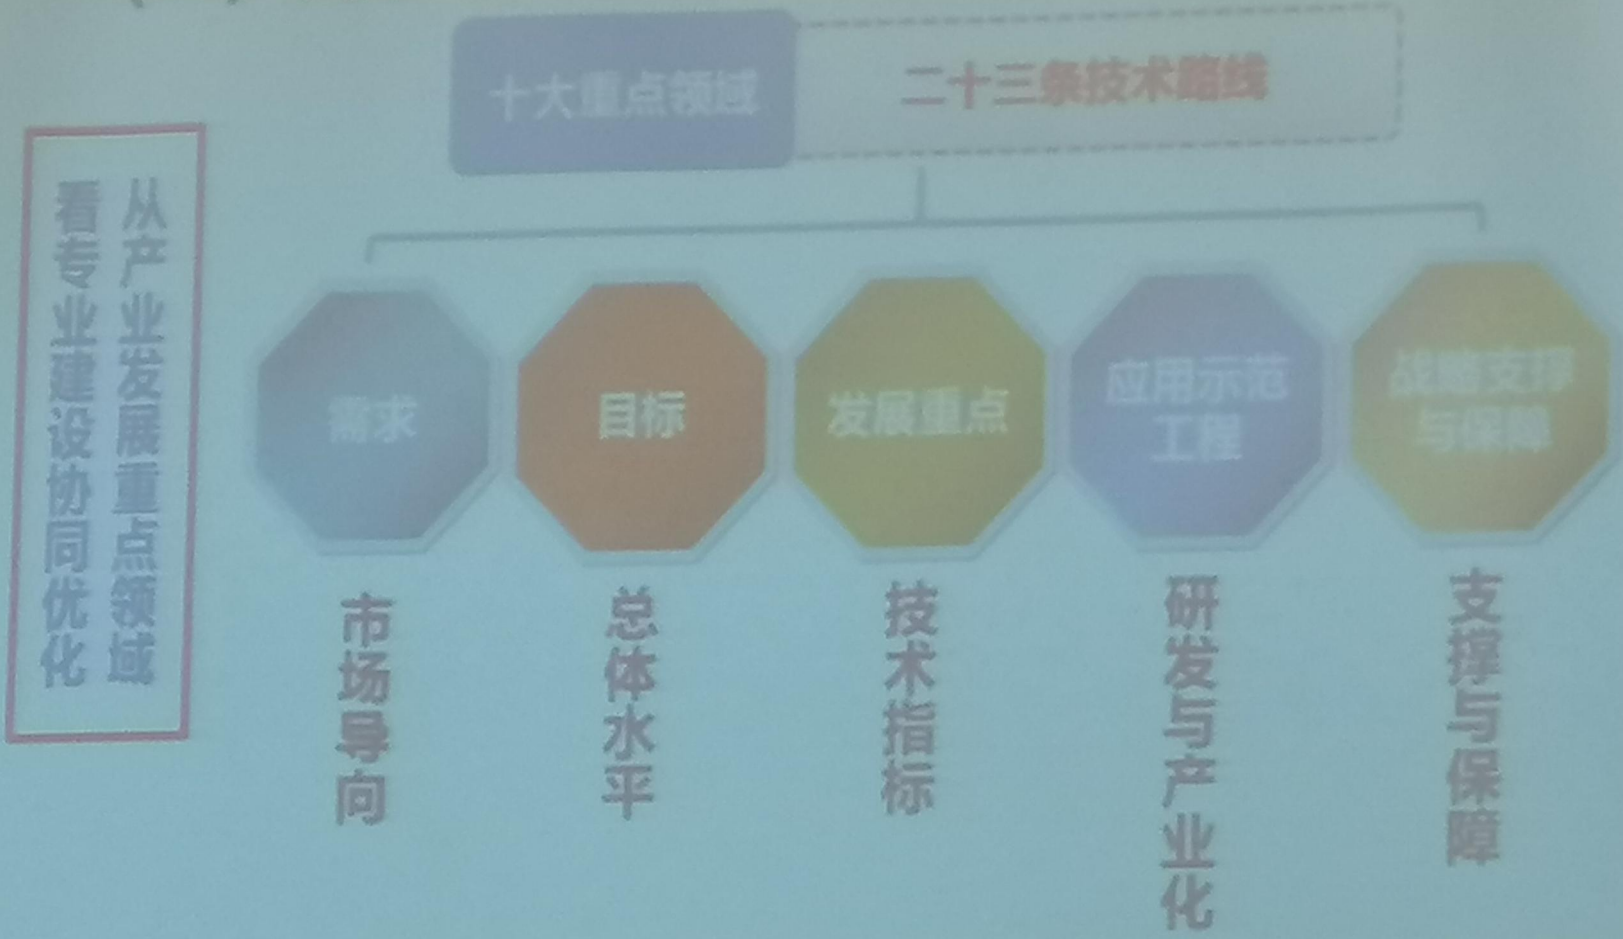 十大重点领域
二十三条技术路线
从产业发展重点领域
看专业建设协同优化
需求
目标
发展重点
应用示范
工程
战略支撑
与保障
市场导向
总体水平
技术指标
研发与产业化
支撑与保障